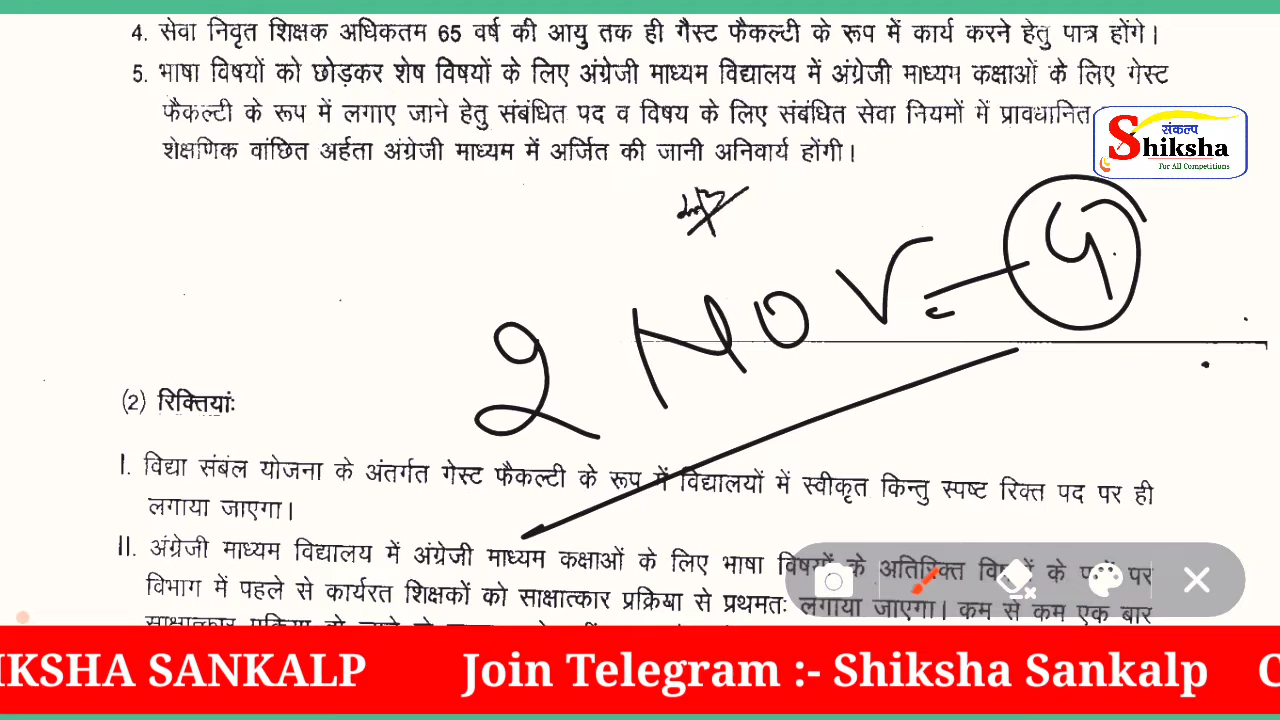 4. सेवा निवृत शिक्षक अधिकतम 65 वर्ष की आयु तक ही गैस्ट फैकल्टी के रूप में कार्य करने हेतु पात्र होंगे।
5. भाषा विषयों को छोड़कर शेष विषयों के लिए अंग्रेजी माध्यम विद्यालय में अंग्रेजी माध्यम कक्षाओं के लिए गेस्ट
फैकल्टी के रूप में लगाए जाने हेतु संबंधित पद व विषय के लिए संबंधित सेवा नियमों में प्रावधानित
शेक्षणिक वांछित अर्हता अंग्रेजी माध्यम में अर्जित की जानी अनिवार्य होंगी।
संकल्प
Shiksha
For All Competitions
2 NOV
(2) रिक्तियांः
I. विद्या संबंल योजना के अंतर्गत गेस्ट फैकल्टी के रूप में विद्यालयों में स्वीकृत किन्तु स्पष्ट रिक्त पद पर ही
लगाया जाएगा।
II. अंग्रेजी माध्यम विद्यालय में अंग्रेजी माध्यम कक्षाओं के लिए भाषा विषयों के अतिरिक्त के पर
विभाग में पहले से कार्यरत शिक्षकों को साक्षात्कार प्रक्रिया से प्रथमतः लगाया जाएगा। कम से कम एक बार
IKSHA SANKALP Join Telegram :- Shiksha Sankalp